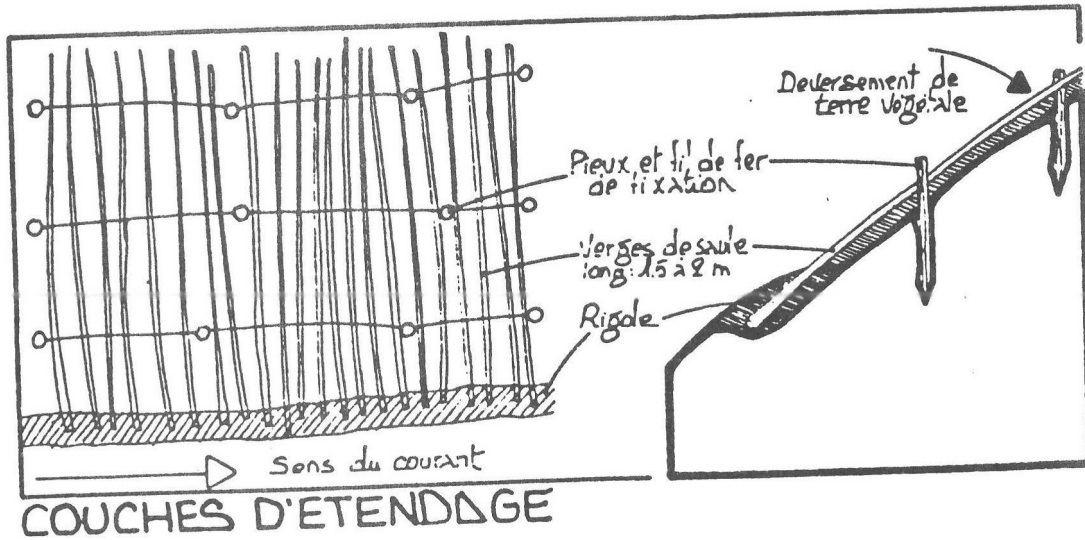 Deversement de
terre végétale
Pieux et fil de fer
de fixation
Verges de saule
long: 1.5 à 2 m
Rigole
Sens du courant
COUCHES D'ETENDAGE